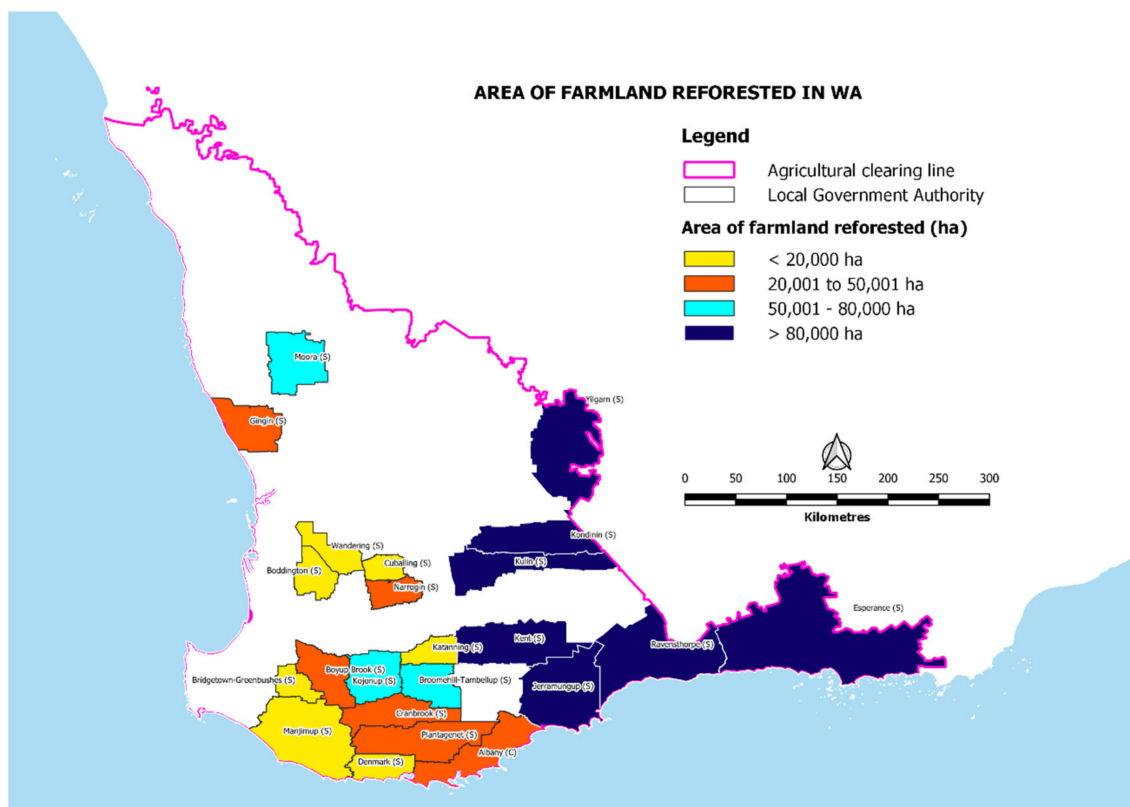 AREA OF FARMLAND REFORESTED IN WA
Legend
Agricultural clearing line
Local Government Authority
Area of farmland reforested (ha)
< 20,000 ha
20,001 to 50,001 ha
50,001 - 80,000 ha
> 80,000 ha
Moora (S)
Gingin (S)
Yilgarn (S)
0 50 100 150 200 250 300
Kilometres
Kondinin (S)
Wandering (S)
Kulin (S)
Cuballing (S)
Boddington (S)
Narrogin (S)
Esperance (S)
Kent (S)
Ravensthorpe (S)
Katanning (S)
Boyup Brook (S)
Bridgetown-Greenbushes (S)
Kojonup (S)
Broomehill-Tambellup (S)
Jerramungup (S)
Cranbrook (S)
Manjimup (S)
Plantagenet (S)
Albany (C)
Denmark (S)